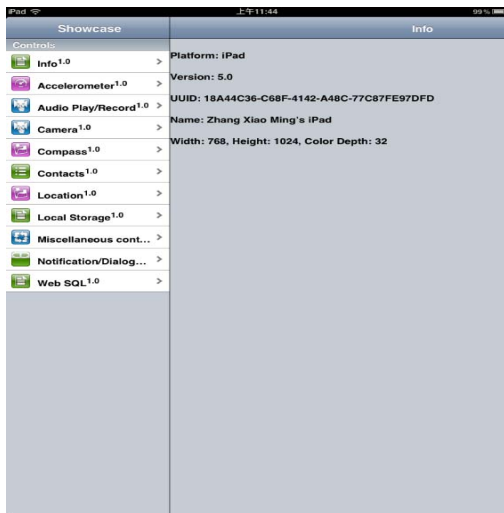 iPad 上午11:44 99%
Showcase
Info
Controls
Info1.0
Accelerometer1.0
Audio Play/Record1.0
Camera1.0
Compass1.0
Contacts1.0
Location1.0
Local Storage1.0
Miscellaneous cont...
Notification/Dialog...
Web SQL1.0
Platform: iPad
Version: 5.0
UUID: 18A44C36-C68F-4142-A48C-77C87FE97DFD
Name: Zhang Xiao Ming's iPad
Width: 768, Height: 1024, Color Depth: 32